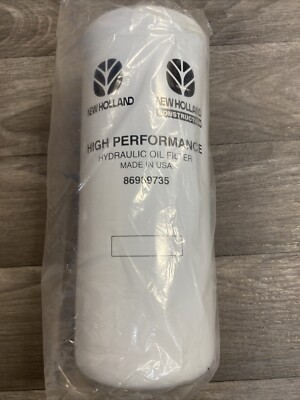 NEW HOLLAND
NEW HOLLAND
CONSTRUCTION
HIGH PERFORMANCE
HYDRAULIC OIL FILTER
MADE IN USA
86989735